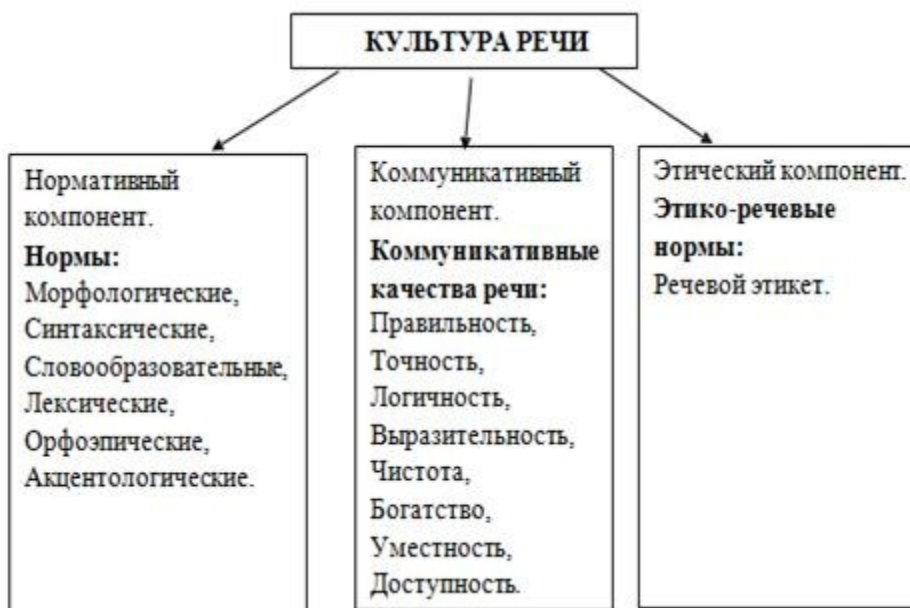 КУЛЬТУРА РЕЧИ
Нормативный
компонент.
Нормы:
Морфологические,
Синтаксические,
Словообразовательные,
Лексические,
Орфоэпические,
Акцентологические.
Коммуникативный
компонент.
Коммуникативные
качества речи:
Правильность,
Точность,
Логичность,
Выразительность,
Чистота,
Богатство,
Уместность,
Доступность.
Этический компонент.
Этико-речевые
нормы:
Речевой этикет.